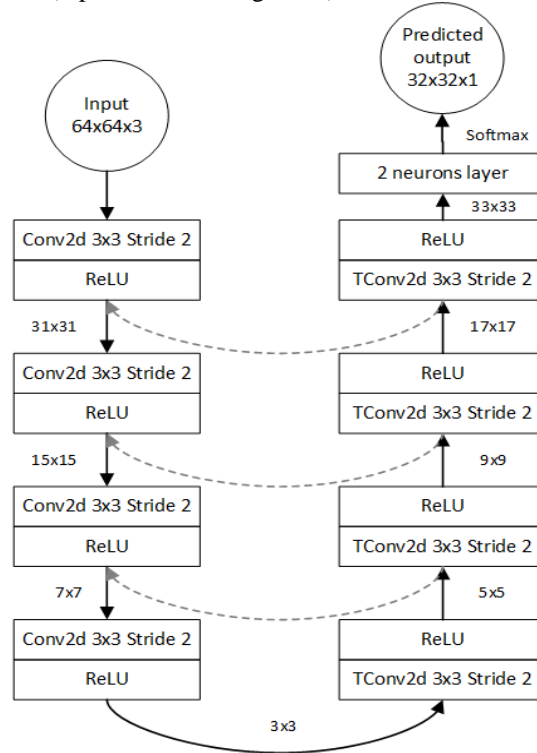 Input
64x64x3
Conv2d 3x3 Stride 2
ReLU
31x31
Conv2d 3x3 Stride 2
ReLU
15x15
Conv2d 3x3 Stride 2
ReLU
7x7
Conv2d 3x3 Stride 2
ReLU
3x3
Predicted
output
32x32x1
Softmax
2 neurons layer
33x33
ReLU
TConv2d 3x3 Stride 2
17x17
ReLU
TConv2d 3x3 Stride 2
9x9
ReLU
TConv2d 3x3 Stride 2
5x5
ReLU
TConv2d 3x3 Stride 2